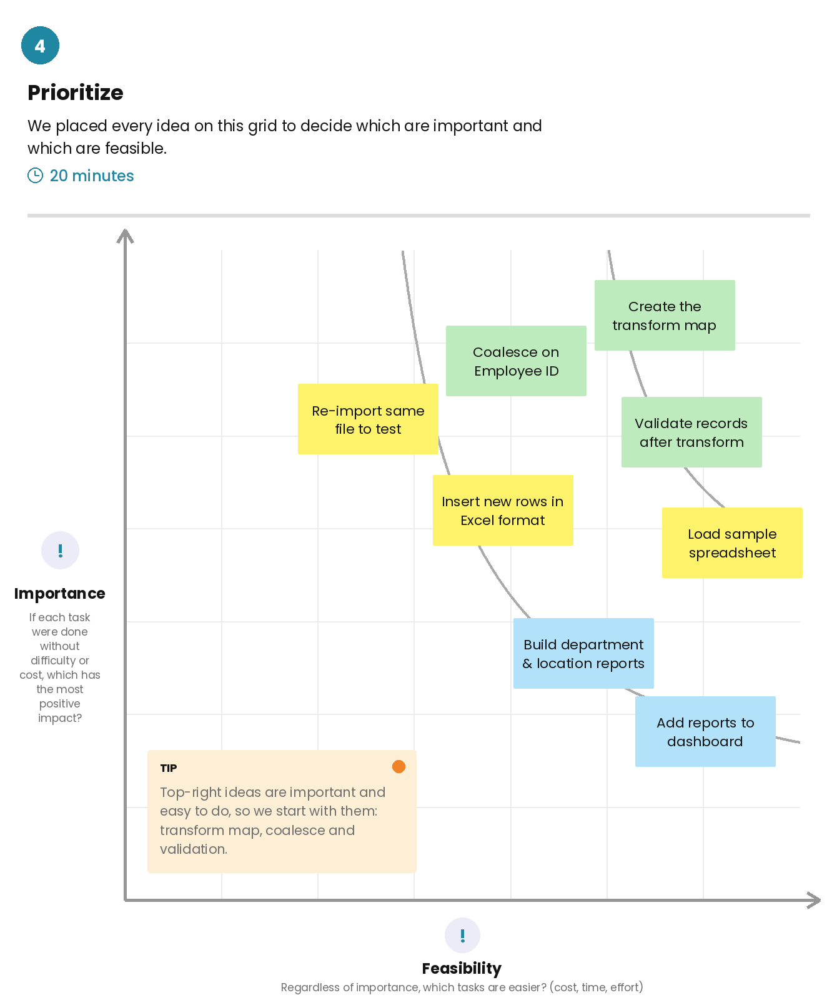 4
Prioritize
We placed every idea on this grid to decide which are important and
which are feasible.
20 minutes
Create the
transform map
Coalesce on
Employee ID
Re-import same
file to test
Validate records
after transform
Insert new rows in
Excel format
Load sample
spreadsheet
!
Importance
If each task
were done
without
difficulty or
cost, which has
the most
positive
impact?
Build department
& location reports
Add reports to
dashboard
TIP
Top-right ideas are important and
easy to do, so we start with them:
transform map, coalesce and
validation.
!
Feasibility
Regardless of importance, which tasks are easier? (cost, time, effort)